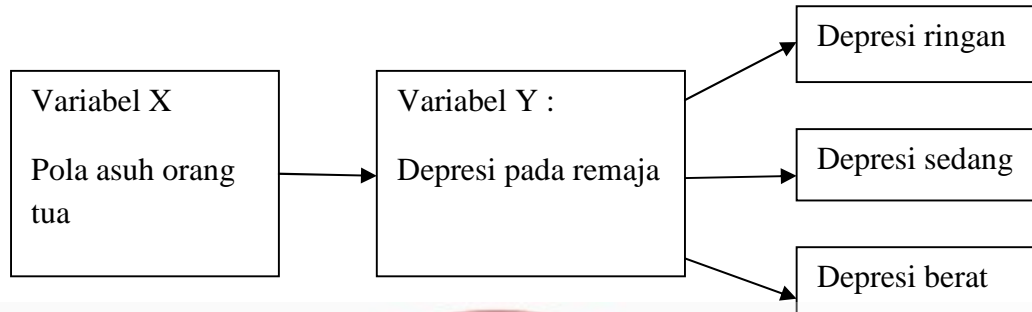 Variabel X
Pola asuh orang
tua
Variabel Y :
Depresi pada remaja
Depresi ringan
Depresi sedang
Depresi berat